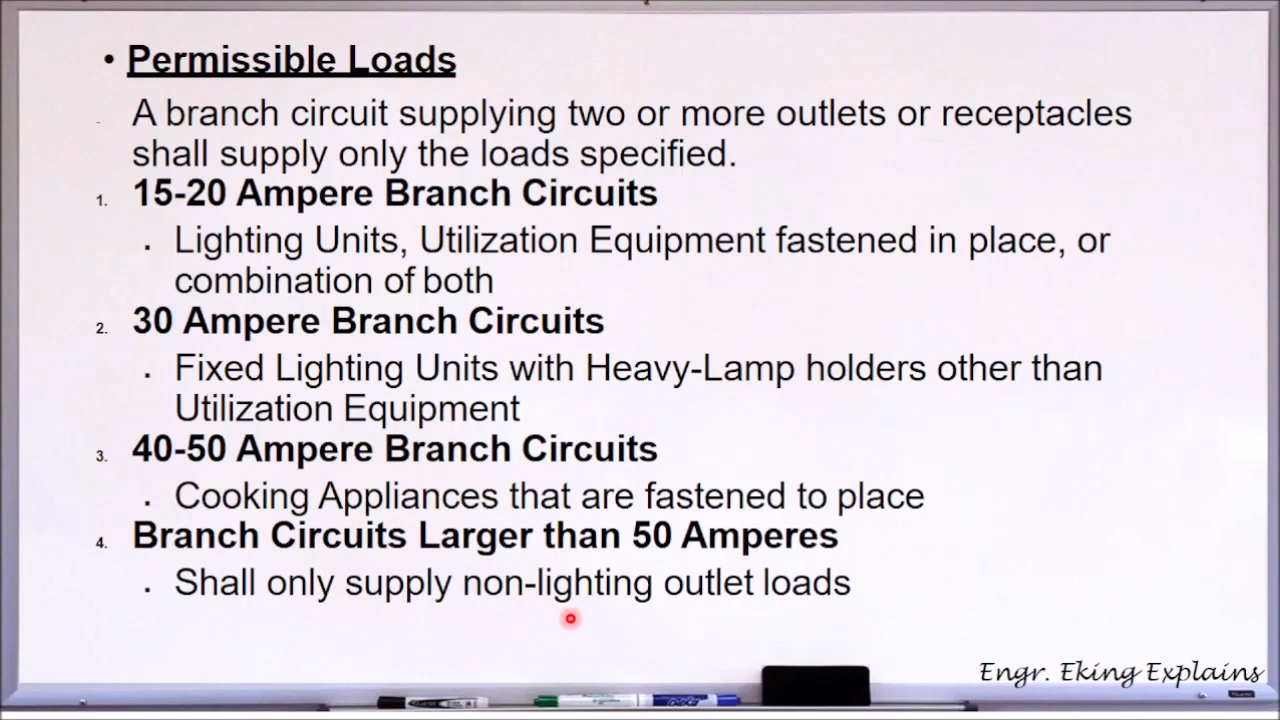 • Permissible Loads
- A branch circuit supplying two or more outlets or receptacles
shall supply only the loads specified.
1. 15-20 Ampere Branch Circuits
▪ Lighting Units, Utilization Equipment fastened in place, or
combination of both
2. 30 Ampere Branch Circuits
▪ Fixed Lighting Units with Heavy-Lamp holders other than
Utilization Equipment
3. 40-50 Ampere Branch Circuits
▪ Cooking Appliances that are fastened to place
4. Branch Circuits Larger than 50 Amperes
▪ Shall only supply non-lighting outlet loads
Engr. Eking Explains